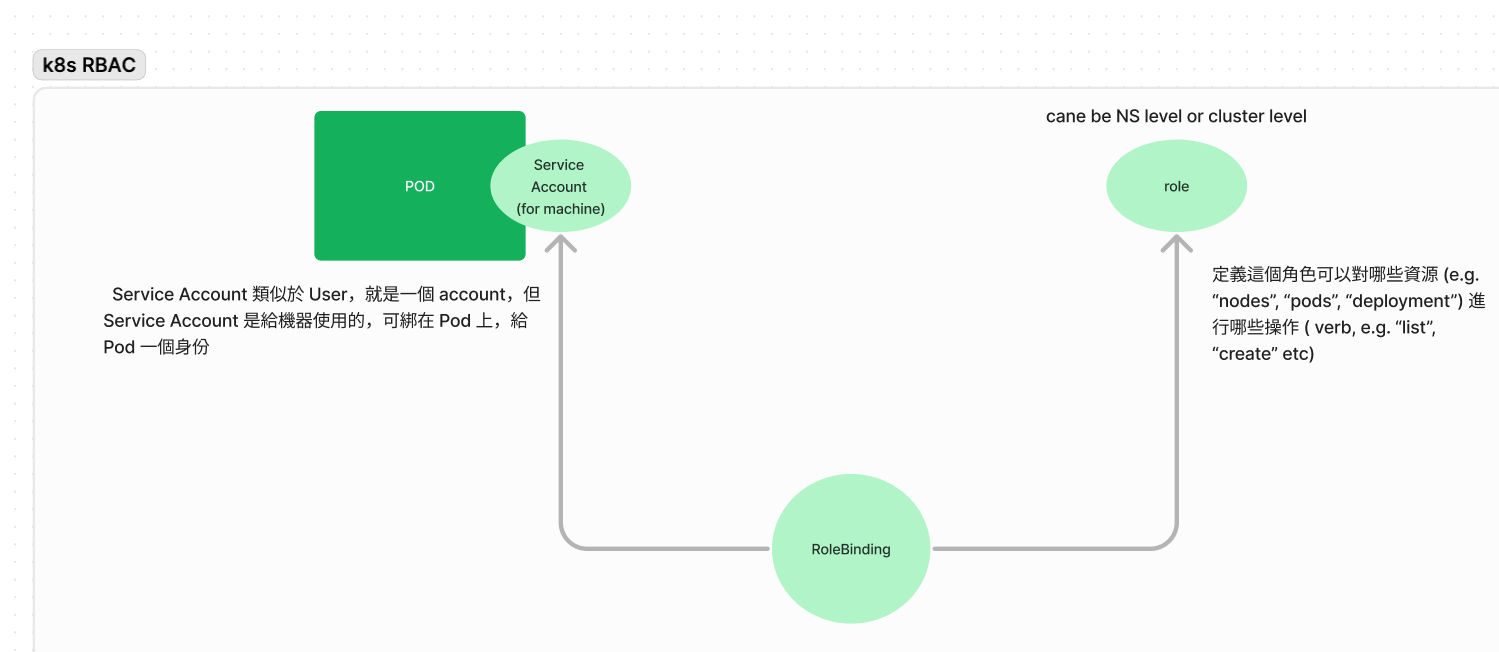 k8s RBAC
cane be NS level or cluster level
POD
Service
Account
(for machine)
role
Service Account 類似於 User，就是一個 account，但
Service Account 是給機器使用的，可綁在 Pod 上，給
Pod 一個身份
定義這個角色可以對哪些資源 (e.g.
“nodes”, “pods”, “deployment”) 進
行哪些操作 ( verb, e.g. “list”,
“create” etc)
RoleBinding